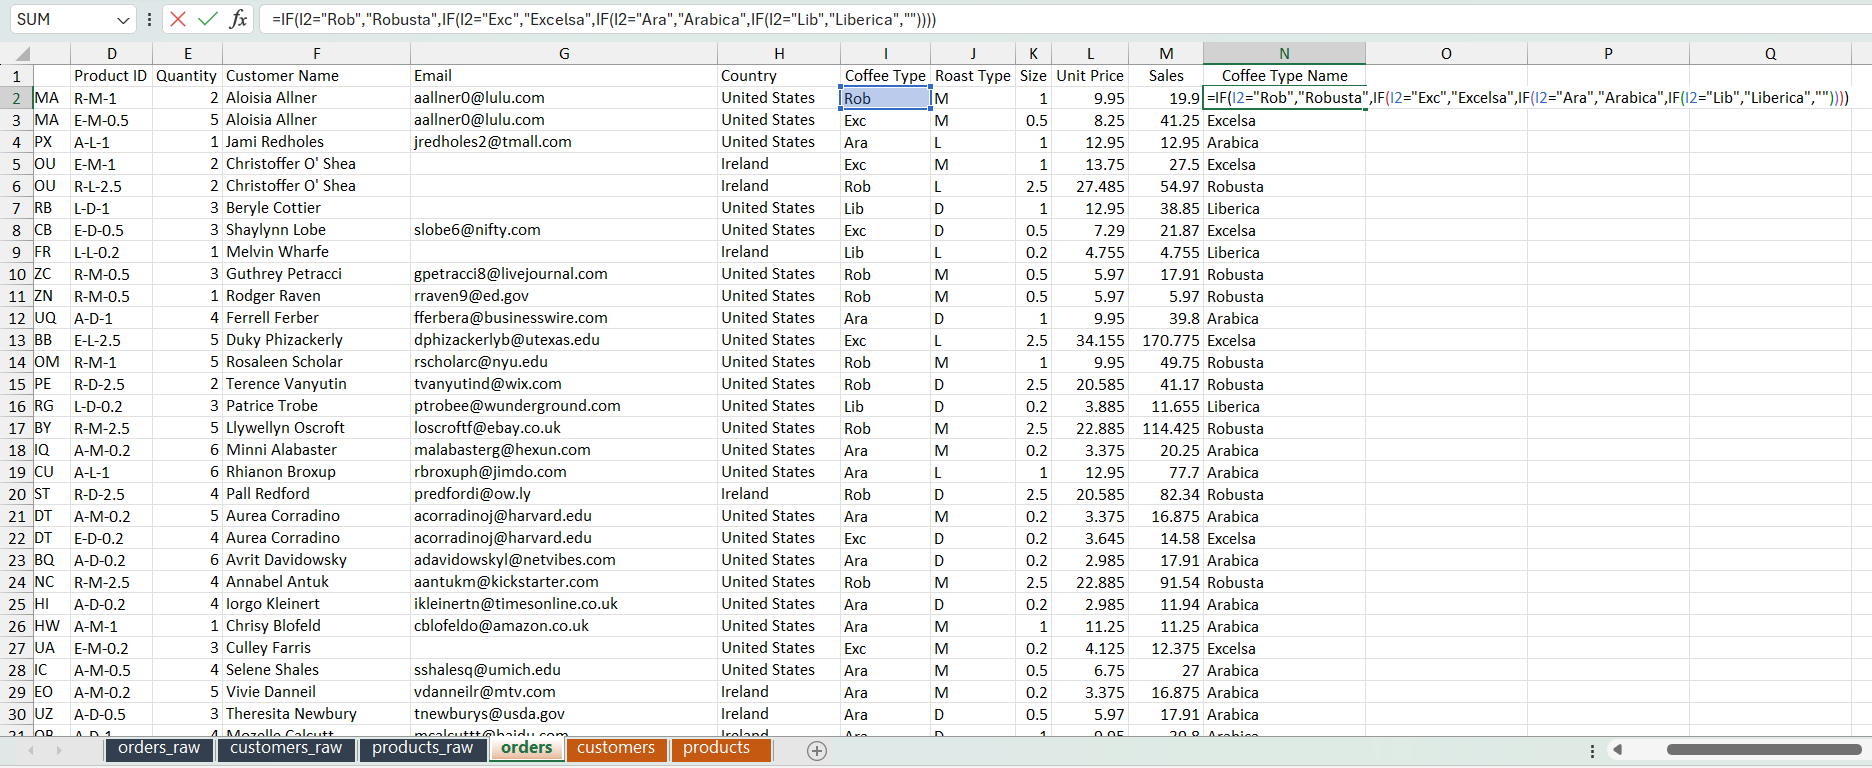 SUM =IF(I2="Rob","Robusta",IF(I2="Exc","Excelsa",IF(I2="Ara","Arabica",IF(I2="Lib","Liberica",""))))
D E F G H I J K L M N O P Q
1 Product ID Quantity Customer Name Email Country Coffee Type Roast Type Size Unit Price Sales Coffee Type Name
2 MA R-M-1 2 Aloisia Allner aallner0@lulu.com United States Rob M 1 9.95 19.9 =IF(I2="Rob","Robusta",IF(I2="Exc","Excelsa",IF(I2="Ara","Arabica",IF(I2="Lib","Liberica",""))))
3 MA E-M-0.5 5 Aloisia Allner aallner0@lulu.com United States Exc M 0.5 8.25 41.25 Excelsa
4 PX A-L-1 1 Jami Redholes jredholes2@tmall.com United States Ara L 1 12.95 12.95 Arabica
5 OU E-M-1 2 Christoffer O' Shea Ireland Exc M 1 13.75 27.5 Excelsa
6 OU R-L-2.5 2 Christoffer O' Shea Ireland Rob L 2.5 27.485 54.97 Robusta
7 RB L-D-1 3 Beryle Cottier United States Lib D 1 12.95 38.85 Liberica
8 CB E-D-0.5 3 Shaylynn Lobe slobe6@nifty.com United States Exc D 0.5 7.29 21.87 Excelsa
9 FR L-L-0.2 1 Melvin Wharfe Ireland Lib L 0.2 4.755 4.755 Liberica
10 ZC R-M-0.5 3 Guthrey Petracci gpetracci8@livejournal.com United States Rob M 0.5 5.97 17.91 Robusta
11 ZN R-M-0.5 1 Rodger Raven rraven9@ed.gov United States Rob M 0.5 5.97 5.97 Robusta
12 UQ A-D-1 4 Ferrell Ferber fferbera@businesswire.com United States Ara D 1 9.95 39.8 Arabica
13 BB E-L-2.5 5 Duky Phizackerly dphizackerlyb@utexas.edu United States Exc L 2.5 34.155 170.775 Excelsa
14 OM R-M-1 5 Rosaleen Scholar rscholarc@nyu.edu United States Rob M 1 9.95 49.75 Robusta
15 PE R-D-2.5 2 Terence Vanyutin tvanyutind@wix.com United States Rob D 2.5 20.585 41.17 Robusta
16 RG L-D-0.2 3 Patrice Trobe ptrobee@wunderground.com United States Lib D 0.2 3.885 11.655 Liberica
17 BY R-M-2.5 5 Llywellyn Oscroft loscroftf@ebay.co.uk United States Rob M 2.5 22.885 114.425 Robusta
18 IQ A-M-0.2 6 Minni Alabaster malabasterg@hexun.com United States Ara M 0.2 3.375 20.25 Arabica
19 CU A-L-1 6 Rhianon Broxup rbroxuph@jimdo.com United States Ara L 1 12.95 77.7 Arabica
20 ST R-D-2.5 4 Pall Redford predfordi@ow.ly Ireland Rob D 2.5 20.585 82.34 Robusta
21 DT A-M-0.2 5 Aurea Corradino acorradinoj@harvard.edu United States Ara M 0.2 3.375 16.875 Arabica
22 DT E-D-0.2 4 Aurea Corradino acorradinoj@harvard.edu United States Exc D 0.2 3.645 14.58 Excelsa
23 BQ A-D-0.2 6 Avrit Davidowsky adavidowskyl@netvibes.com United States Ara D 0.2 2.985 17.91 Arabica
24 NC R-M-2.5 4 Annabel Antuk aantukm@kickstarter.com United States Rob M 2.5 22.885 91.54 Robusta
25 HI A-D-0.2 4 Iorgo Kleinert ikleinertn@timesonline.co.uk United States Ara D 0.2 2.985 11.94 Arabica
26 HW A-M-1 1 Chrisy Blofeld cblofeldo@amazon.co.uk United States Ara M 1 11.25 11.25 Arabica
27 UA E-M-0.2 3 Culley Farris United States Exc M 0.2 4.125 12.375 Excelsa
28 IC A-M-0.5 4 Selene Shales sshalesq@umich.edu United States Ara M 0.5 6.75 27 Arabica
29 EO A-M-0.2 5 Vivie Danneil vdanneilr@mtv.com Ireland Ara M 0.2 3.375 16.875 Arabica
30 UZ A-D-0.5 3 Theresita Newbury tnewburys@usda.gov Ireland Ara D 0.5 5.97 17.91 Arabica
orders_raw customers_raw products_raw orders customers products